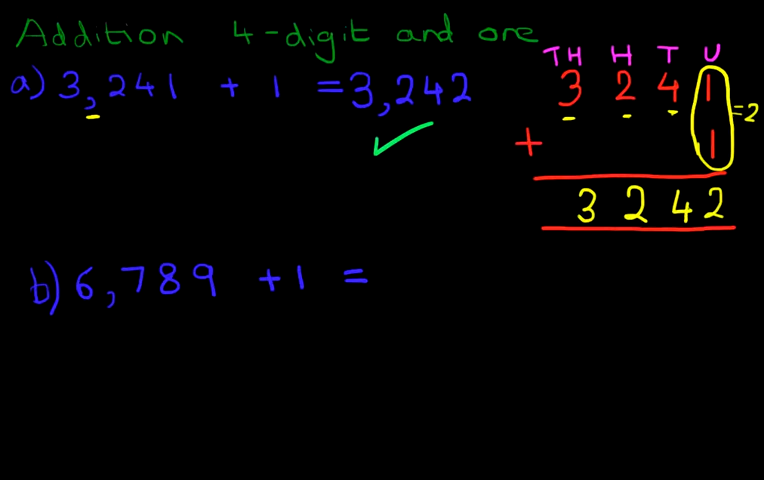 Addition 4-digit and one
TH H T U
a) 3,241 + 1 = 3,242
3 2 4 1
=2
+ 1
3 2 4 2
b) 6,789 + 1 =